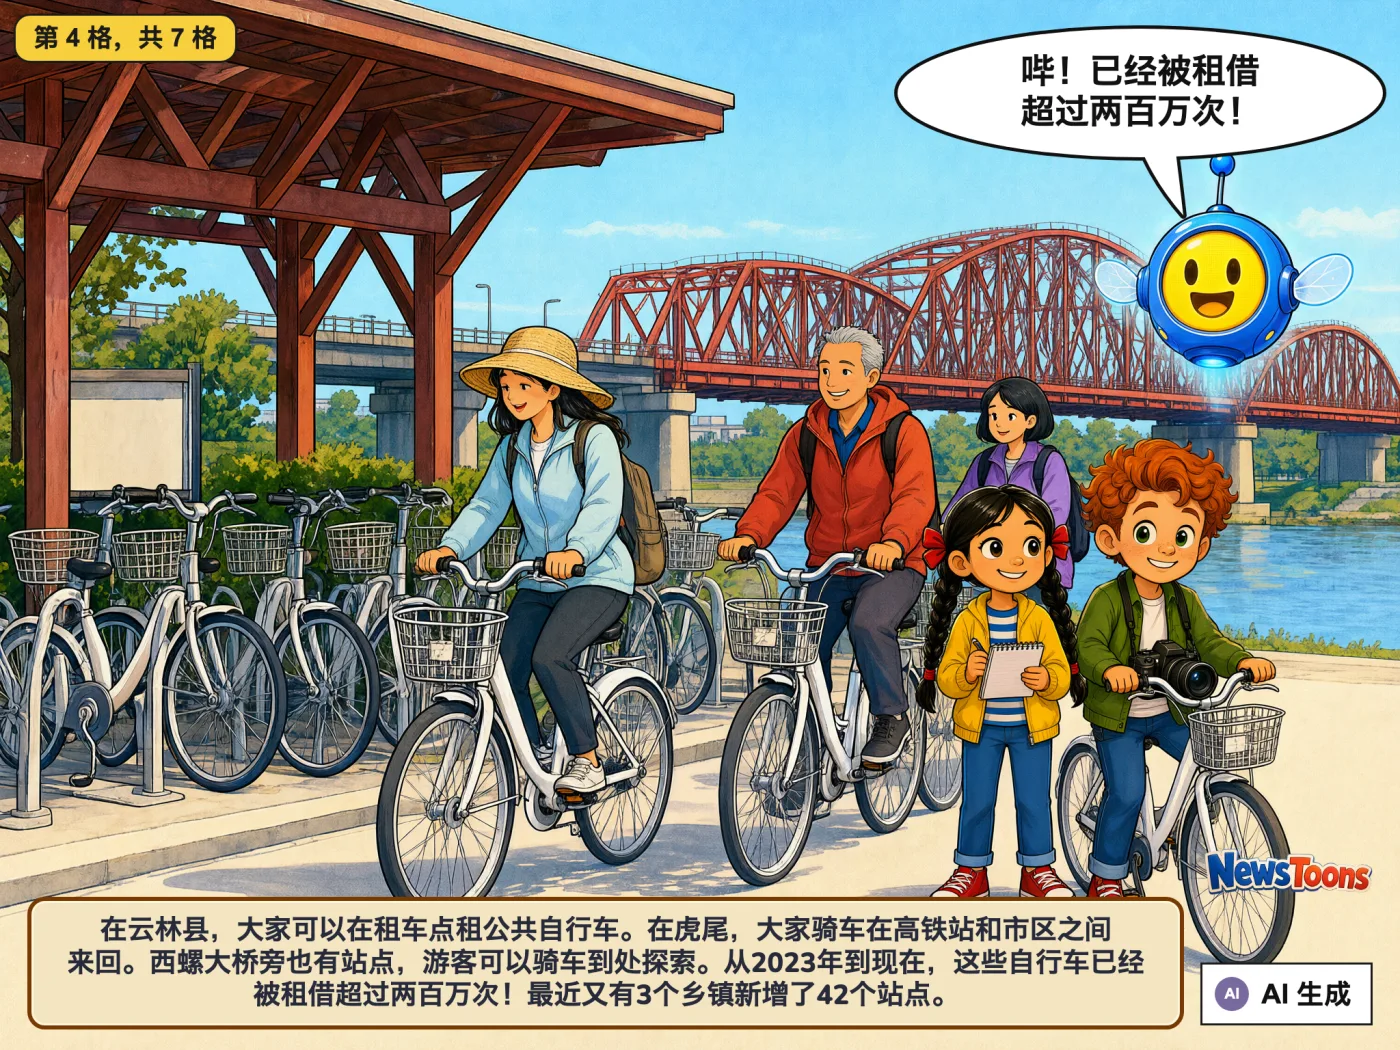 第 4 格，共 7 格
哔！已经被租借
超过两百万次！
NewsToons
在云林县，大家可以在租车点租公共自行车。在虎尾，大家骑车在高铁站和市区之间
来回。西螺大桥旁也有站点，游客可以骑车到处探索。从2023年到现在，这些自行车已经
被租借超过两百万次！最近又有3个乡镇新增了42个站点。
AI AI 生成